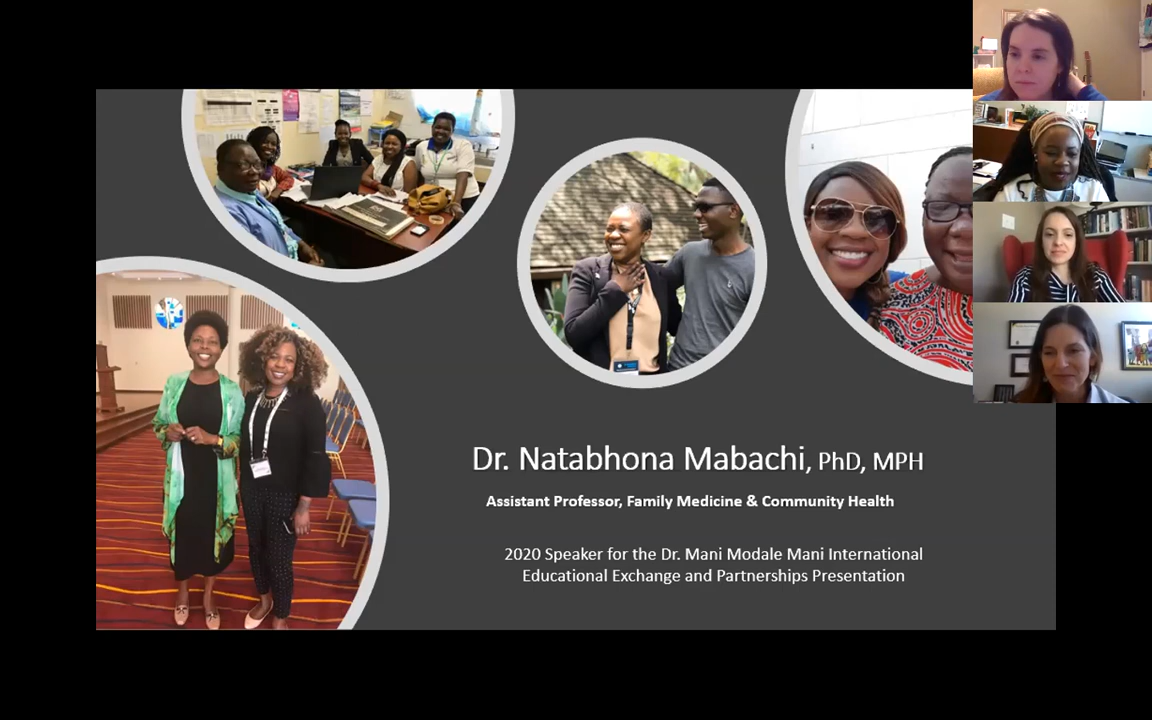 Dr. Natabhona Mabachi, PhD, MPH
Assistant Professor, Family Medicine & Community Health
2020 Speaker for the Dr. Mani Modale Mani International
Educational Exchange and Partnerships Presentation